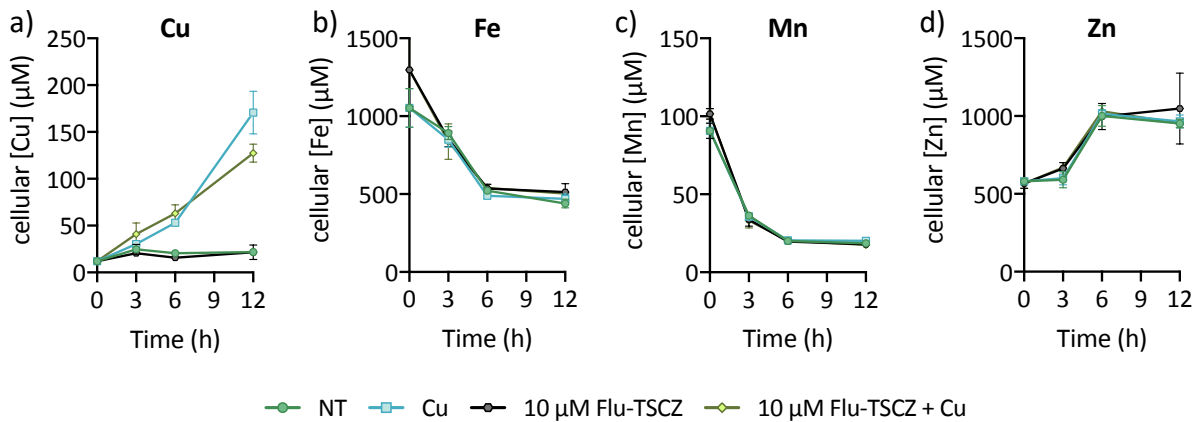 a) Cu b) Fe c) Mn d) Zn
cellular [Cu] (µM)
250
200
150
100
50
0
0 3 6 9 12
Time (h)
cellular [Fe] (µM)
1500
1000
500
0
0 3 6 9 12
Time (h)
cellular [Mn] (µM)
150
100
50
0
0 3 6 9 12
Time (h)
cellular [Zn] (µM)
1500
1000
500
0
0 3 6 9 12
Time (h)
NT Cu 10 µM Flu-TSCZ 10 µM Flu-TSCZ + Cu